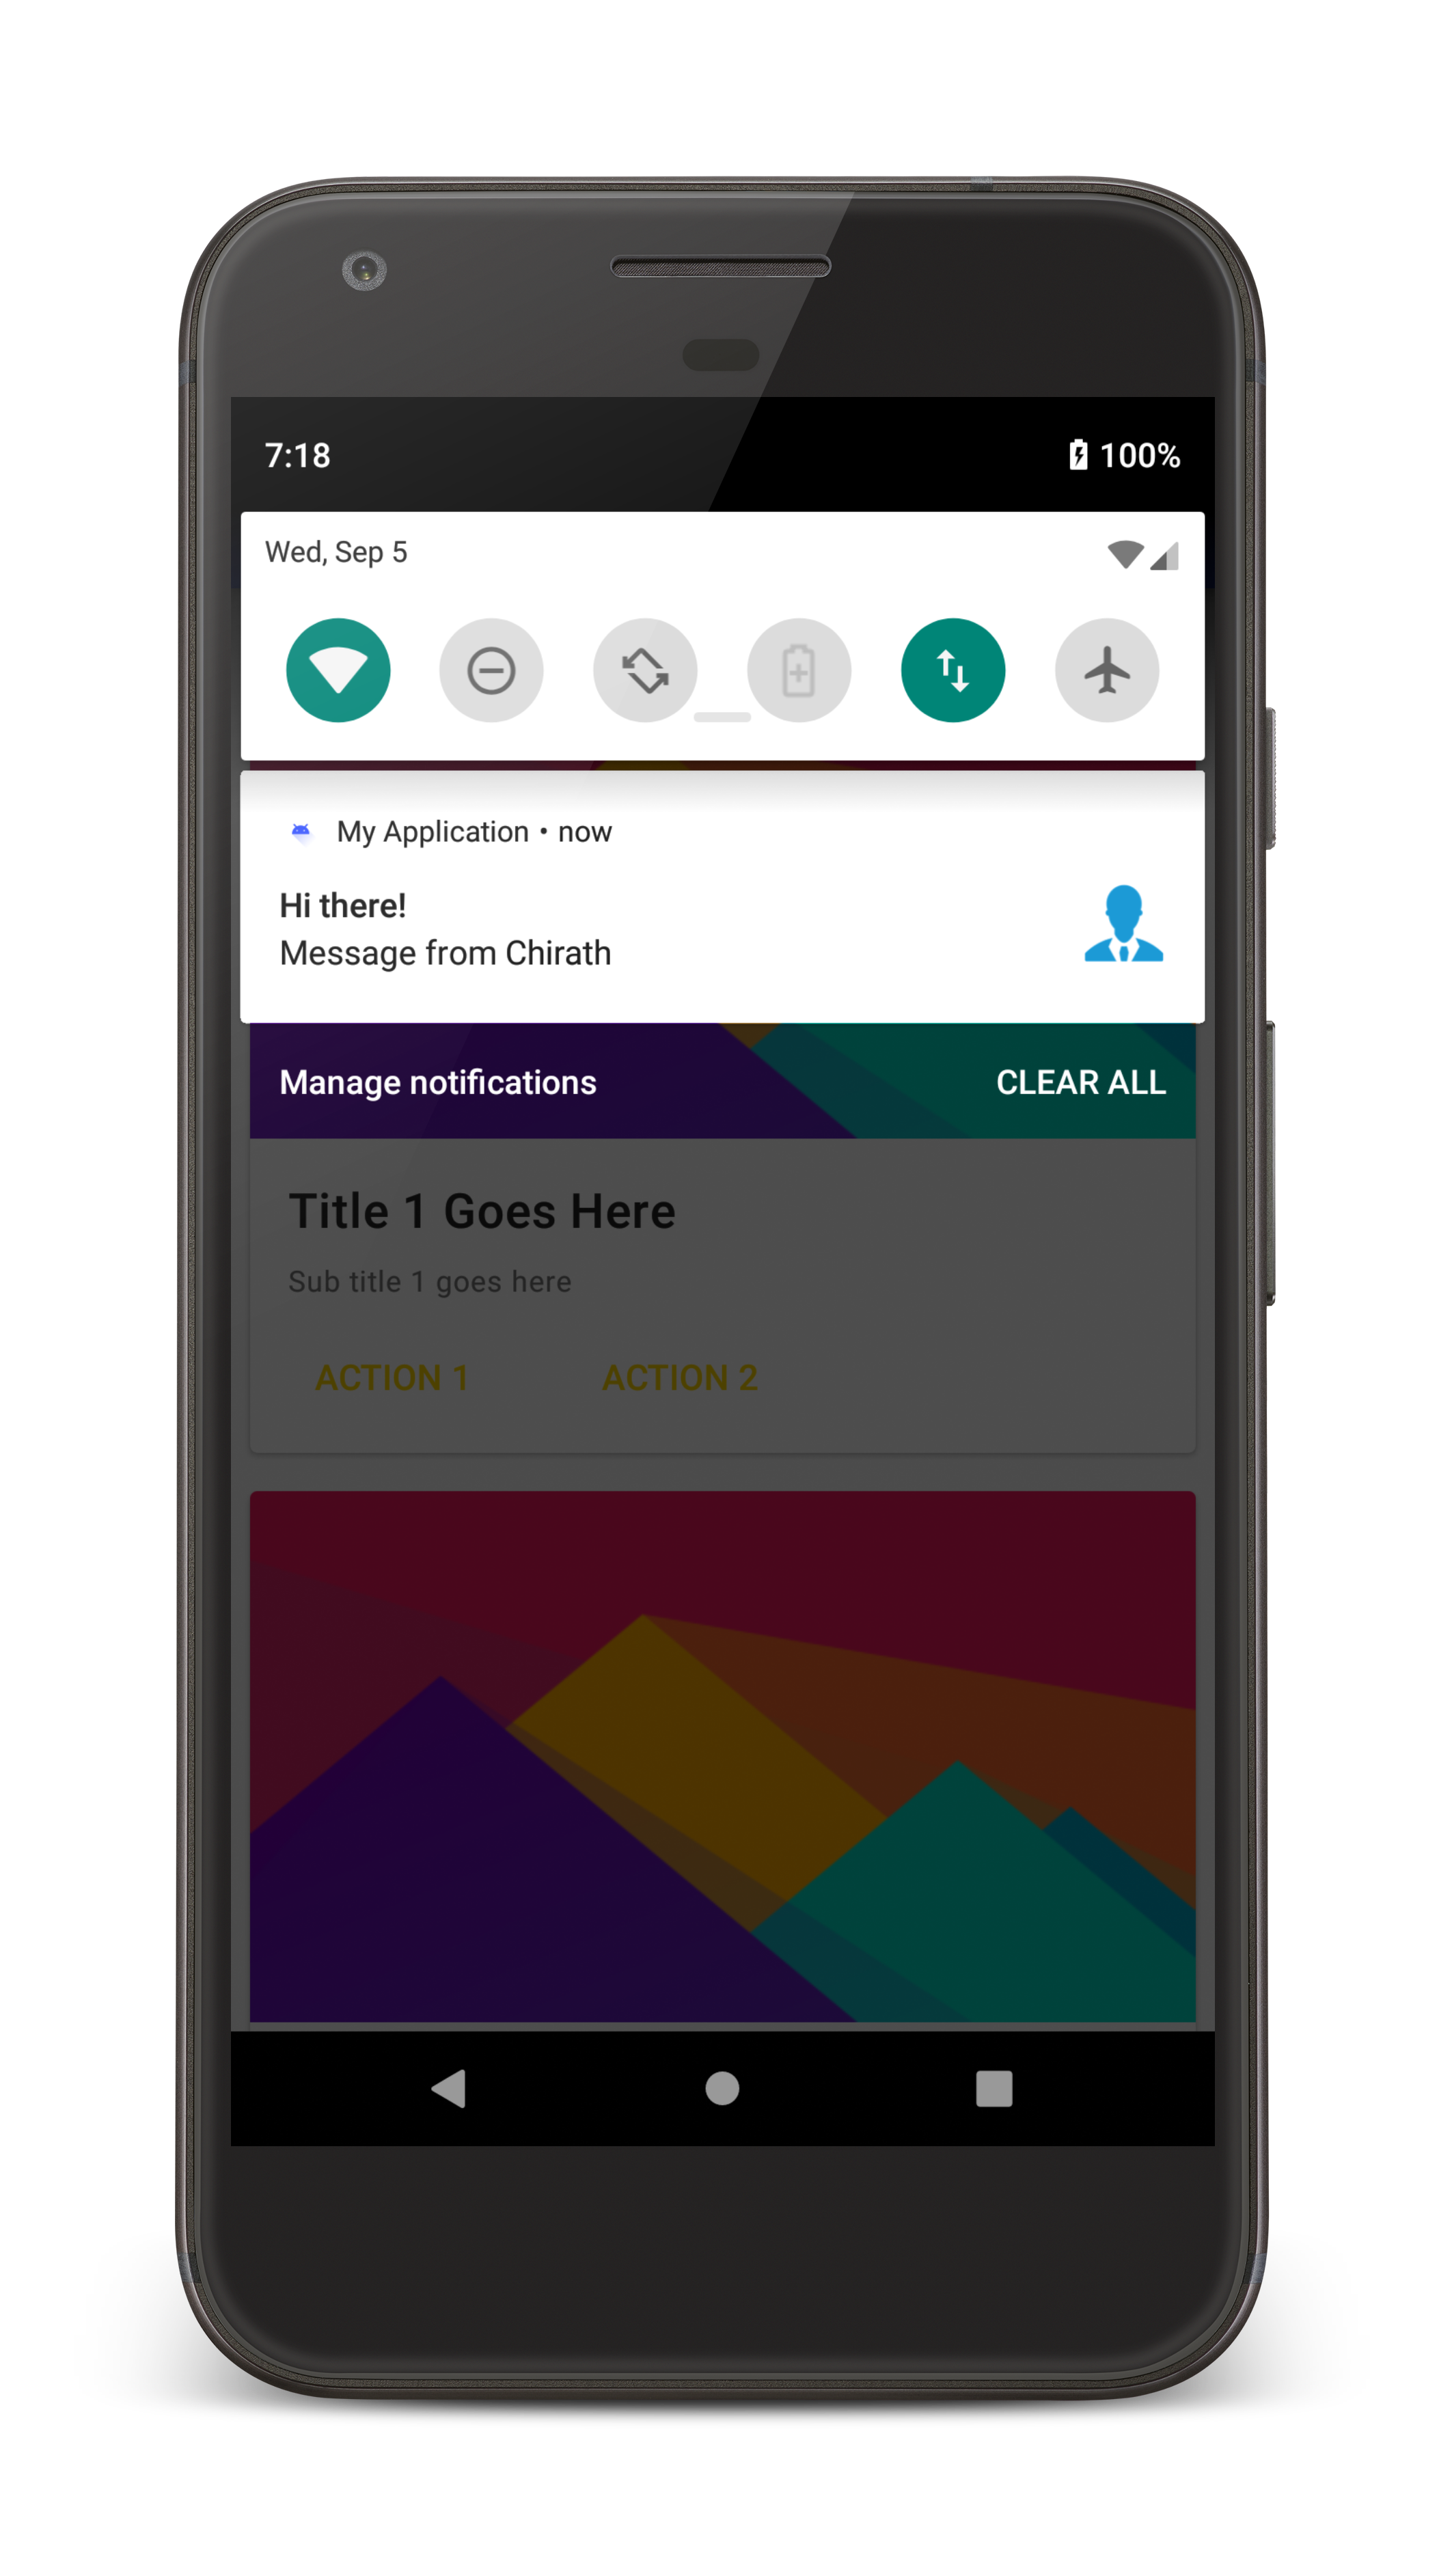 7:18 100%
Wed, Sep 5
My Application • now
Hi there!
Message from Chirath
Manage notifications CLEAR ALL
Title 1 Goes Here
Sub title 1 goes here
ACTION 1 ACTION 2